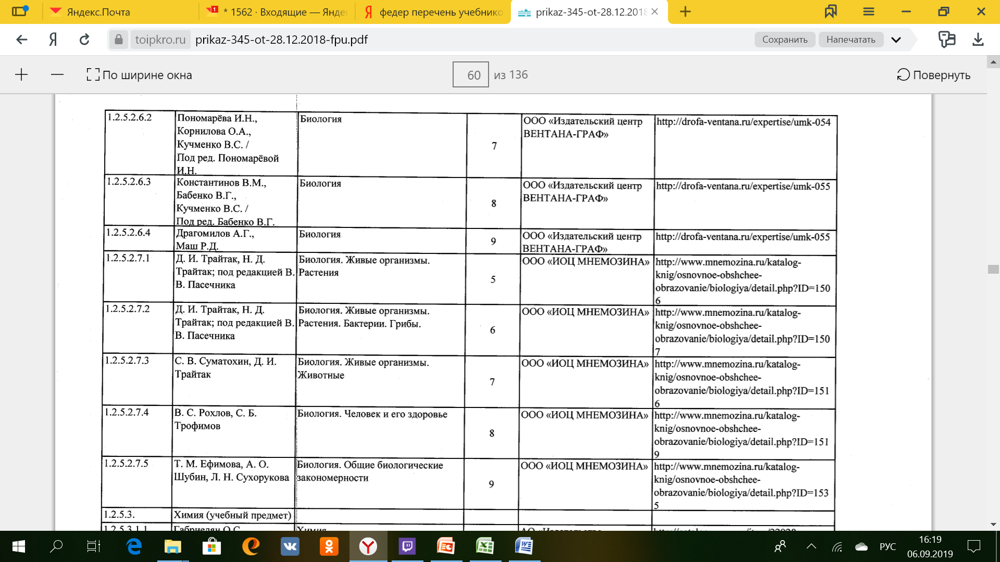 Яндекс.Почта
1
* 1562 · Входящие — Янде
Я федер перечень учебнико
prikaz-345-от-28.12.2018
Я
toipkro.ru
prikaz-345-ot-28.12.2018-fpu.pdf
Сохранить
Напечатать
По ширине окна
60 из 136
Повернуть
1.2.5.2.6.2
Пономарёва И.Н.,
Корнилова О.А.,
Кучменко В.С. /
Под ред. Пономарёвой
И.Н.
Биология
7
ООО «Издательский центр
ВЕНТАНА-ГРАФ»
http://drofa-ventana.ru/expertise/umk-054
1.2.5.2.6.3
Константинов В.М.,
Бабенко В.Г.,
Кучменко В.С. /
Под ред. Бабенко В.Г.
Биология
8
ООО «Издательский центр
ВЕНТАНА-ГРАФ»
http://drofa-ventana.ru/expertise/umk-055
1.2.5.2.6.4
Драгомилов А.Г.,
Маш Р.Д.
Биология
9
ООО «Издательский центр
ВЕНТАНА-ГРАФ»
http://drofa-ventana.ru/expertise/umk-055
1.2.5.2.7.1
Д. И. Трайтак, Н. Д.
Трайтак; под редакцией В.
В. Пасечника
Биология. Живые организмы.
Растения
5
ООО «ИОЦ МНЕМОЗИНА»
http://www.mnemozina.ru/katalog-
knig/osnovnoe-obshchee-
obrazovanie/biologiya/detail.php?ID=150
6
1.2.5.2.7.2
Д. И. Трайтак, Н. Д.
Трайтак; под редакцией В.
В. Пасечника
Биология. Живые организмы.
Растения. Бактерии. Грибы.
6
ООО «ИОЦ МНЕМОЗИНА»
http://www.mnemozina.ru/katalog-
knig/osnovnoe-obshchee-
obrazovanie/biologiya/detail.php?ID=150
7
1.2.5.2.7.3
С. В. Суматохин, Д. И.
Трайтак
Биология. Живые организмы.
Животные
7
ООО «ИОЦ МНЕМОЗИНА»
http://www.mnemozina.ru/katalog-
knig/osnovnoe-obshchee-
obrazovanie/biologiya/detail.php?ID=151
6
1.2.5.2.7.4
В. С. Рохлов, С. Б.
Трофимов
Биология. Человек и его здоровье
8
ООО «ИОЦ МНЕМОЗИНА»
http://www.mnemozina.ru/katalog-
knig/osnovnoe-obshchee-
obrazovanie/biologiya/detail.php?ID=151
9
1.2.5.2.7.5
Т. М. Ефимова, А. О.
Шубин, Л. Н. Сухорукова
Биология. Общие биологические
закономерности
9
ООО «ИОЦ МНЕМОЗИНА»
http://www.mnemozina.ru/katalog-
knig/osnovnoe-obshchee-
obrazovanie/biologiya/detail.php?ID=153
5
1.2.5.3.
Химия (учебный предмет)
1.2.5.3.1.1
Габриелян О.С.
Химия
РУС
16:19
06.09.2019